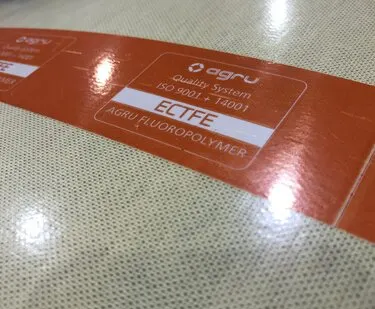 agru
Quality System
ISO 9001 + 14001
ECTFE
AGRU FLUOROPOLYMER